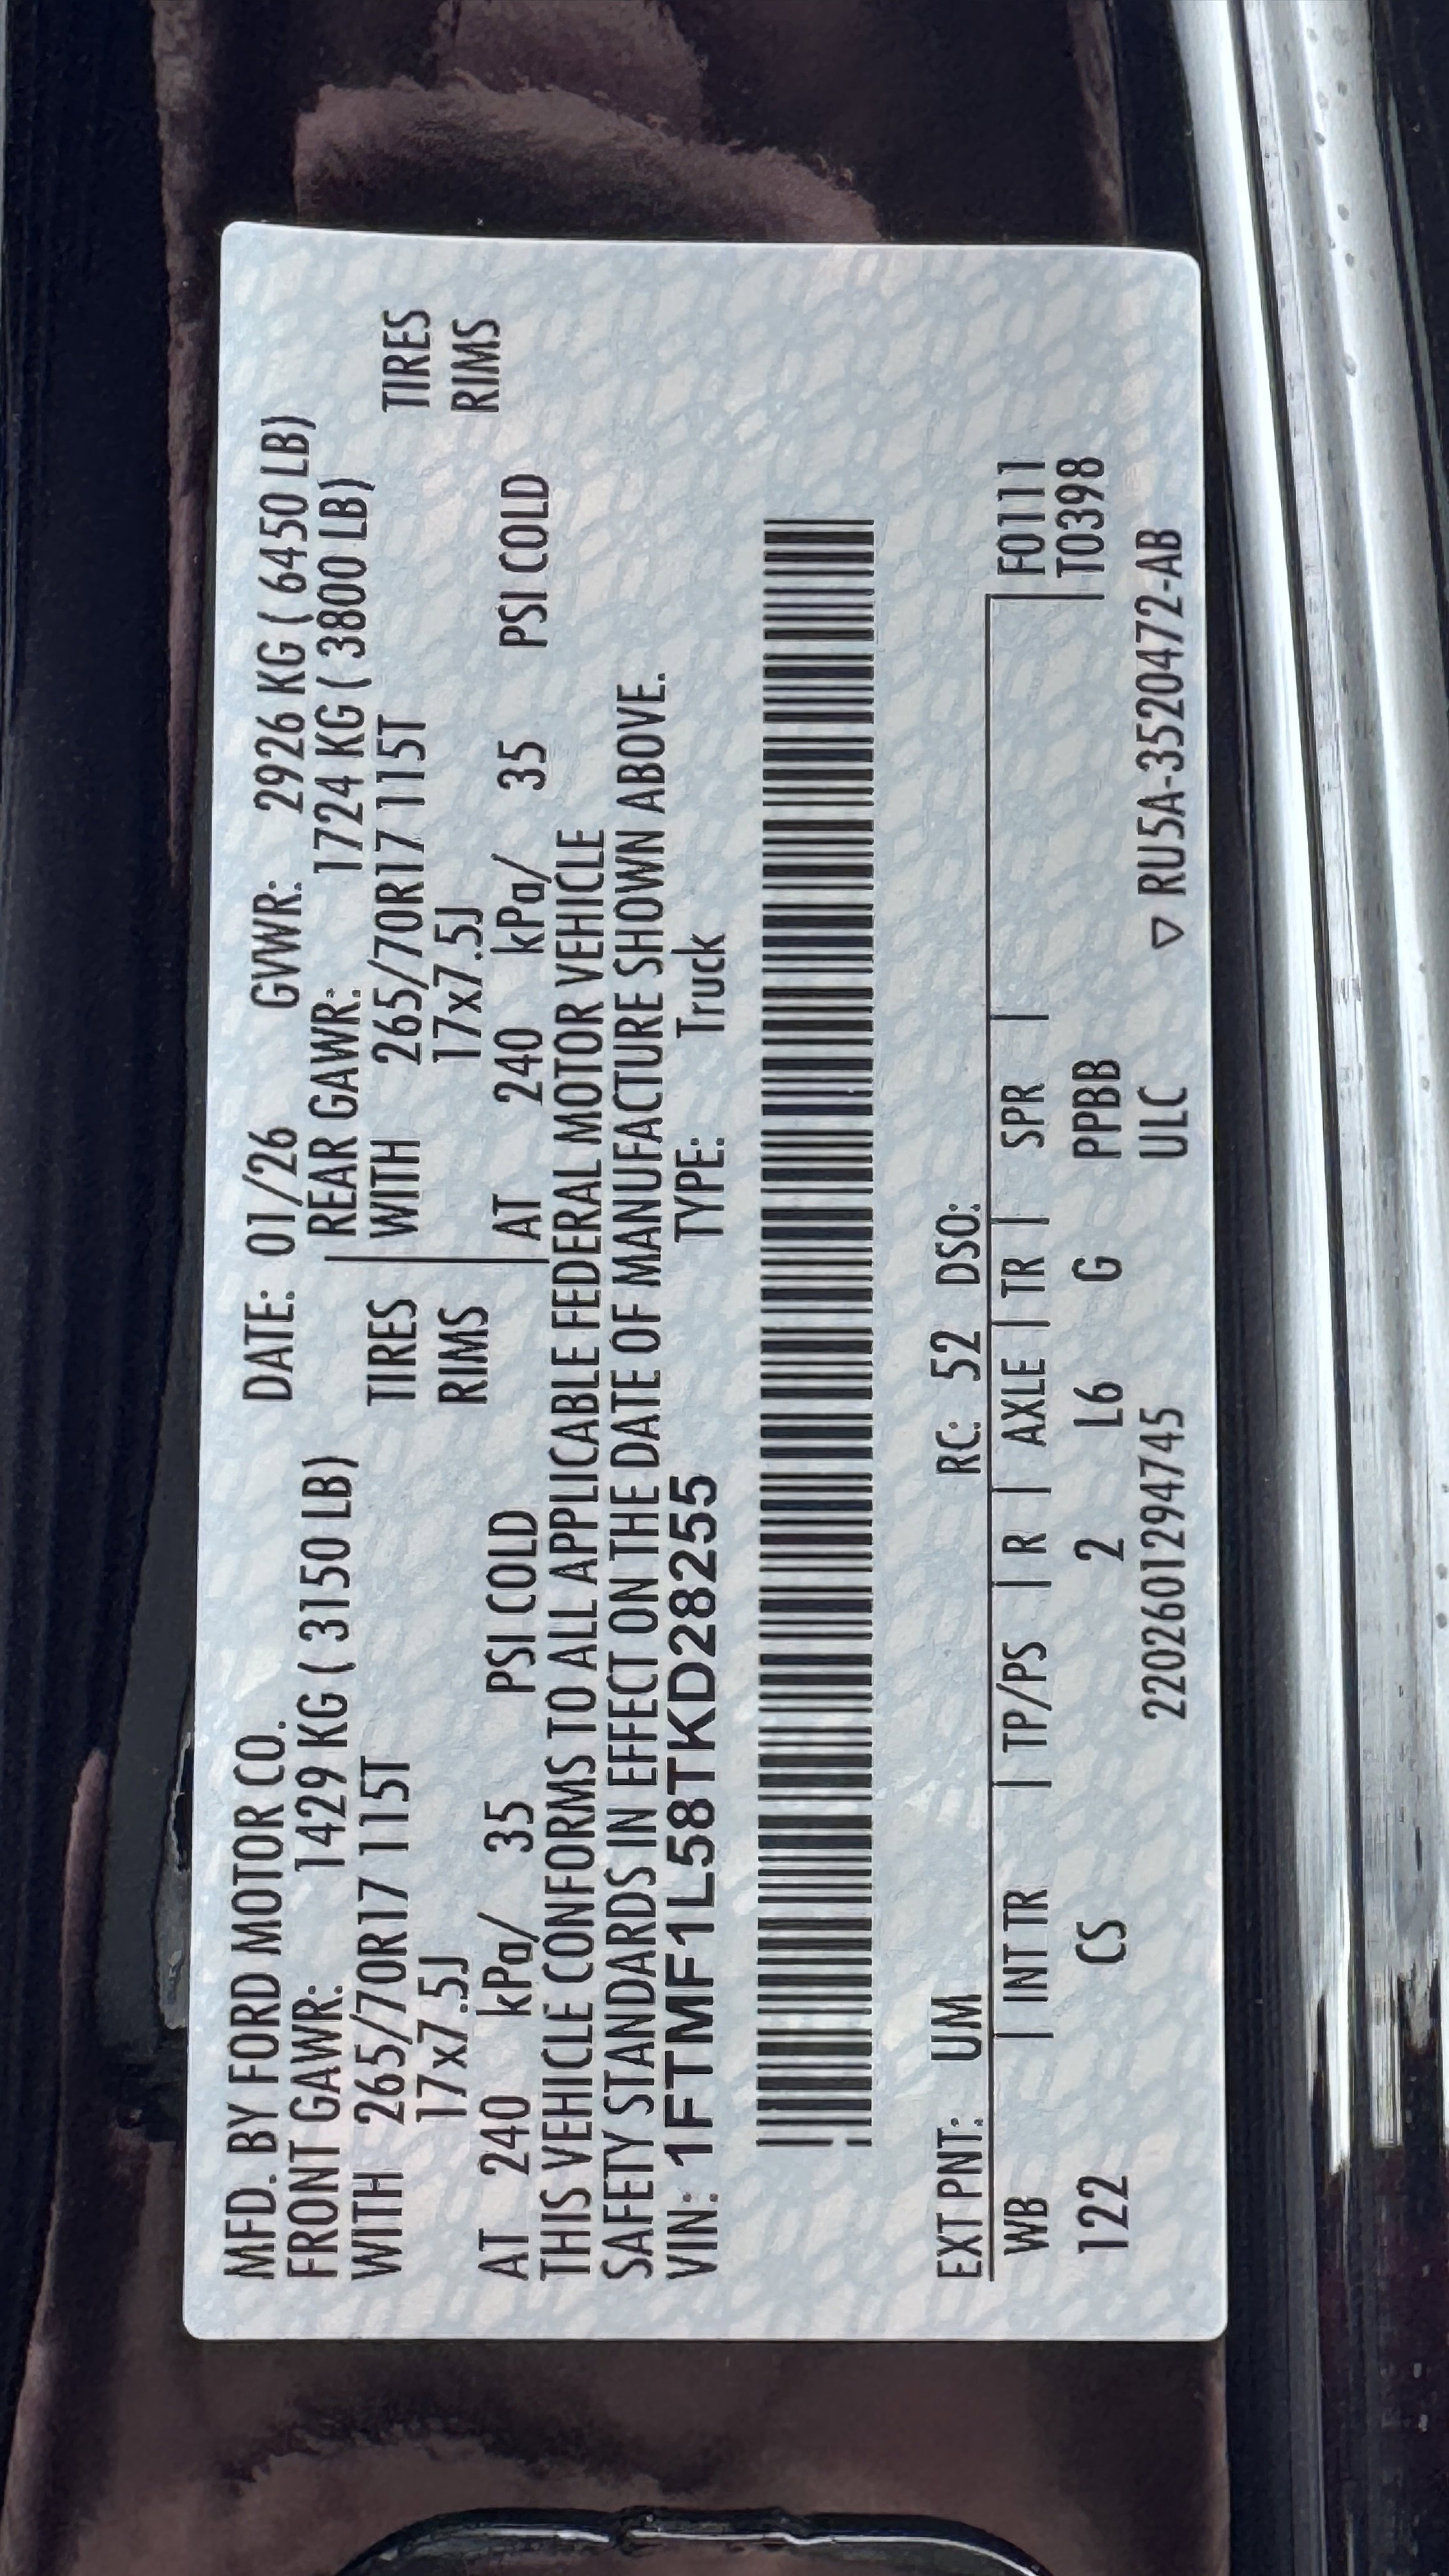 MFD. BY FORD MOTOR CO. DATE: 01/26 GVWR: 2926 KG ( 6450 LB)
FRONT GAWR: 1429 KG ( 3150 LB) REAR GAWR: 1724 KG ( 3800 LB)
WITH 265/70R17 115T TIRES WITH 265/70R17 115T TIRES
17x7.5J RIMS 17x7.5J RIMS
AT 240 kPa/ 35 PSI COLD AT 240 kPa/ 35 PSI COLD
THIS VEHICLE CONFORMS TO ALL APPLICABLE FEDERAL MOTOR VEHICLE
SAFETY STANDARDS IN EFFECT ON THE DATE OF MANUFACTURE SHOWN ABOVE.
VIN: 1FTMF1L58TKD28255 TYPE: Truck
EXT PNT: UM RC: 52 DSO:
WB | INT TR | TP/PS | R | AXLE | TR | SPR | F0111
122 CS 2 L6 G PPBB T0398
220260129474​5 ULC ▽ RU5A-3520472-AB